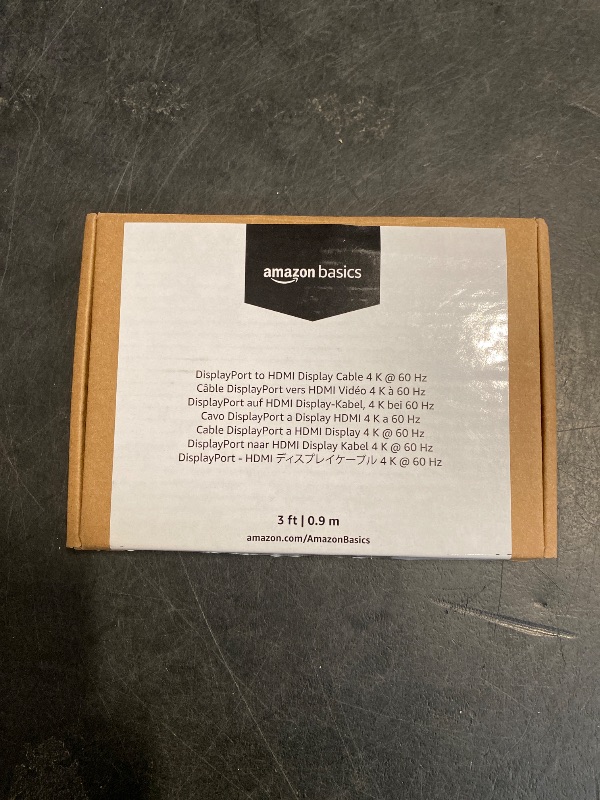 amazon basics
DisplayPort to HDMI Display Cable 4 K @ 60 Hz
Câble DisplayPort vers HDMI Vidéo 4 K à 60 Hz
DisplayPort auf HDMI Display-Kabel, 4 K bei 60 Hz
Cavo DisplayPort a Display HDMI 4 K a 60 Hz
Cable DisplayPort a HDMI Display 4 K @ 60 Hz
DisplayPort naar HDMI Display Kabel 4 K @ 60 Hz
DisplayPort - HDMI ディスプレイケーブル 4 K @ 60 Hz
3 ft | 0.9 m
amazon.com/AmazonBasics